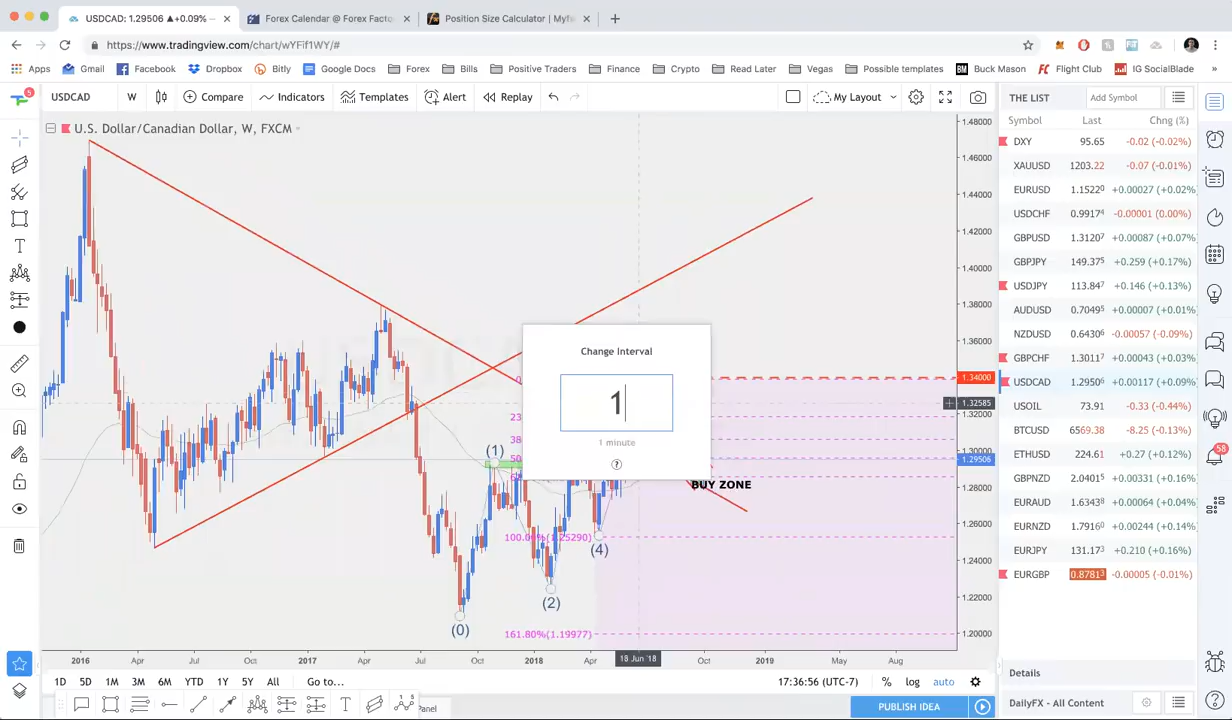 USDCAD: 1.29506 ▲+0.09% –
Forex Calendar @ Forex Facto
Position Size Calculator | Myfx
https://www.tradingview.com/chart/wYFif1WY/#
Apps
Gmail
Facebook
Dropbox
Bitly
Google Docs
Forex
Bills
Positive Traders
Finance
Crypto
Read Later
Vegas
Possible templates
BM Buck Mason
FC Flight Club
IG SocialBlade
»
5
USDCAD
W
Compare
Indicators
Templates
Alert
Replay
My Layout
U.S. Dollar/Canadian Dollar, W, FXCM
THE LIST
Add Symbol
Symbol Last Chng (%)
DXY 95.65 -0.02 (-0.02%)
XAUUSD 1203.22 -0.07 (-0.01%)
EURUSD 1.15220 +0.00027 (+0.02%)
USDCHF 0.99174 -0.00001 (0.00%)
GBPUSD 1.31207 +0.00087 (+0.07%)
GBPJPY 149.375 +0.259 (+0.17%)
USDJPY 113.847 +0.146 (+0.13%)
AUDUSD 0.70495 +0.00007 (+0.01%)
NZDUSD 0.64306 -0.00057 (-0.09%)
GBPCHF 1.30117 +0.00043 (+0.03%)
USDCAD 1.29506 +0.00117 (+0.09%)
USOIL 73.91 -0.33 (-0.44%)
BTCUSD 6569.38 -8.25 (-0.13%)
ETHUSD 224.61 +0.27 (+0.12%)
GBPNZD 2.04015 +0.00331 (+0.16%)
EURAUD 1.63438 +0.00064 (+0.04%)
EURNZD 1.79160 +0.00244 (+0.14%)
EURJPY 131.173 +0.210 (+0.16%)
EURGBP 0.87813 -0.00005 (-0.01%)
58
1.48000
1.46000
1.44000
1.42000
1.40000
1.38000
1.36000
1.34000
1.32585
1.32000
1.30000
1.29506
1.28000
1.26000
1.24000
1.22000
1.20000
Change Interval
1
1 minute
?
0
23
38
50
6
BUY ZONE
100.00%(1.25290)
161.80%(1.19977)
(0)
(1)
(2)
(4)
2016 Apr Jul Oct 2017 Apr Jul Oct 2018 Apr 18 Jun '18 Oct 2019 May Aug
1D 5D 1M 3M 6M YTD 1Y 5Y All Go to...
17:36:56 (UTC-7)
% log auto
Panel
PUBLISH IDEA
Details
DailyFX - All Content